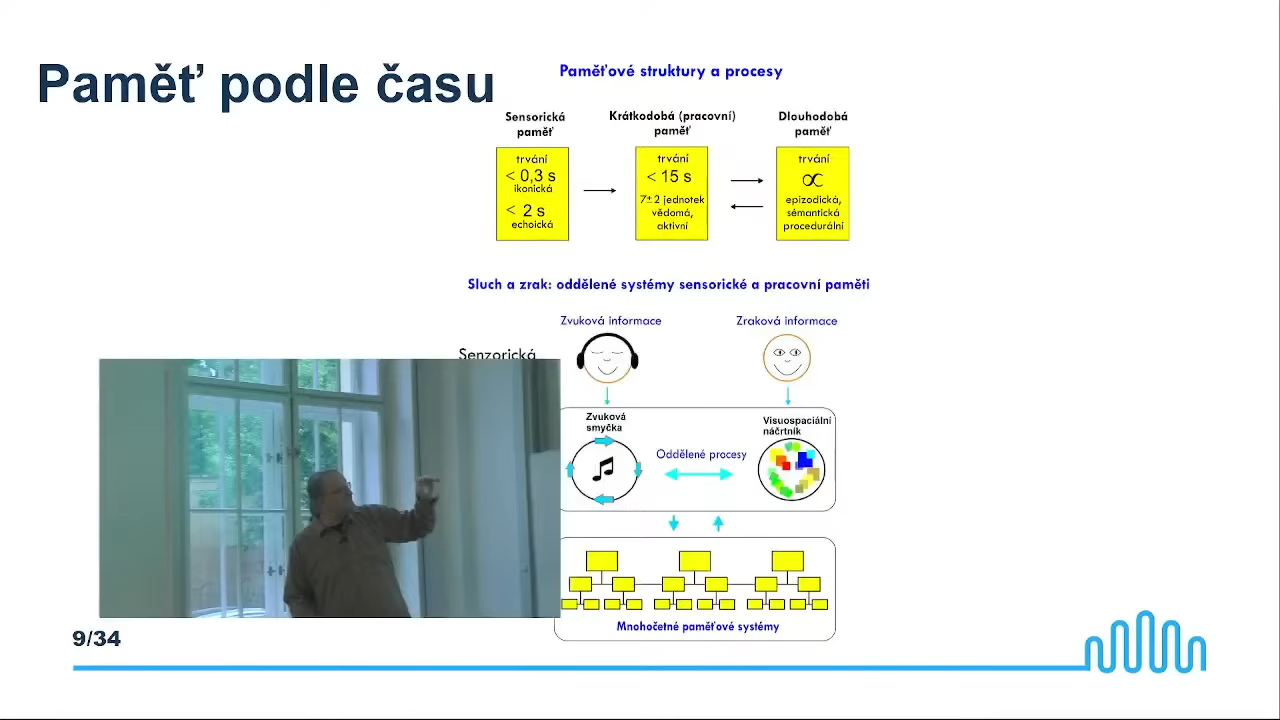 Paměť podle času
Paměťové struktury a procesy
Sensorická
paměť
Krátkodobá (pracovní)
paměť
Dlouhodobá
paměť
trvání
< 0,3 s
ikonická
< 2 s
echoická
trvání
< 15 s
7±2 jednotek
vědomá,
aktivní
trvání
∝
epizodická,
sémantická
procedurální
Sluch a zrak: oddělené systémy sensorické a pracovní paměti
Zvuková informace
Zraková informace
Senzorická
Zvuková
smyčka
Visuospaciální
náčrtník
Oddělené procesy
Mnohočetné paměťové systémy
9/34